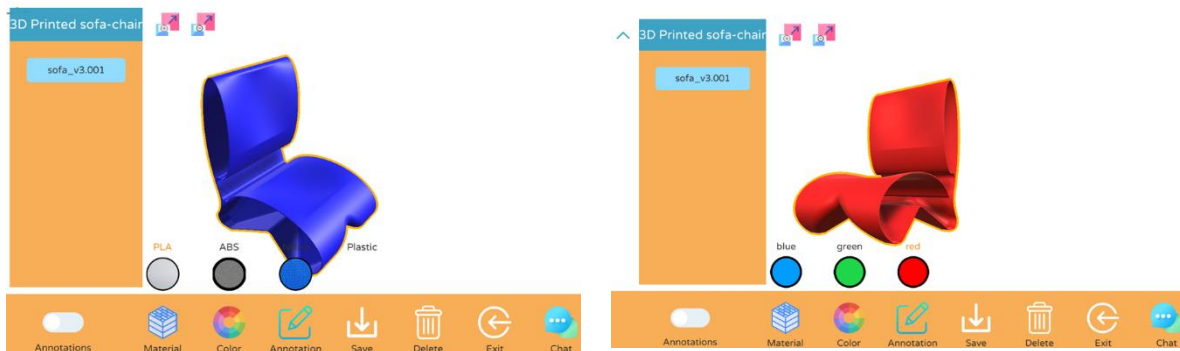 3D Printed sofa-chair
sofa_v3.001
PLA ABS Plastic
Annotations Material Color Annotation Save Delete Exit Chat
3D Printed sofa-chair
sofa_v3.001
blue green red
Annotations Material Color Annotation Save Delete Exit Chat